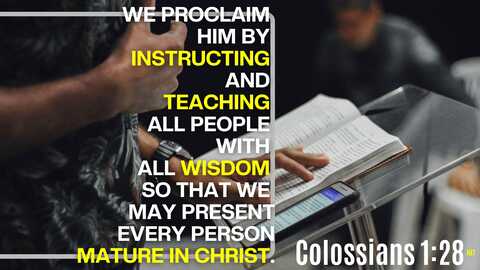 WE PROCLAIM
HIM BY
INSTRUCTING
AND
TEACHING
ALL PEOPLE
WITH
ALL WISDOM
SO THAT WE
MAY PRESENT
EVERY PERSON
MATURE IN CHRIST.
Colossians 1:28